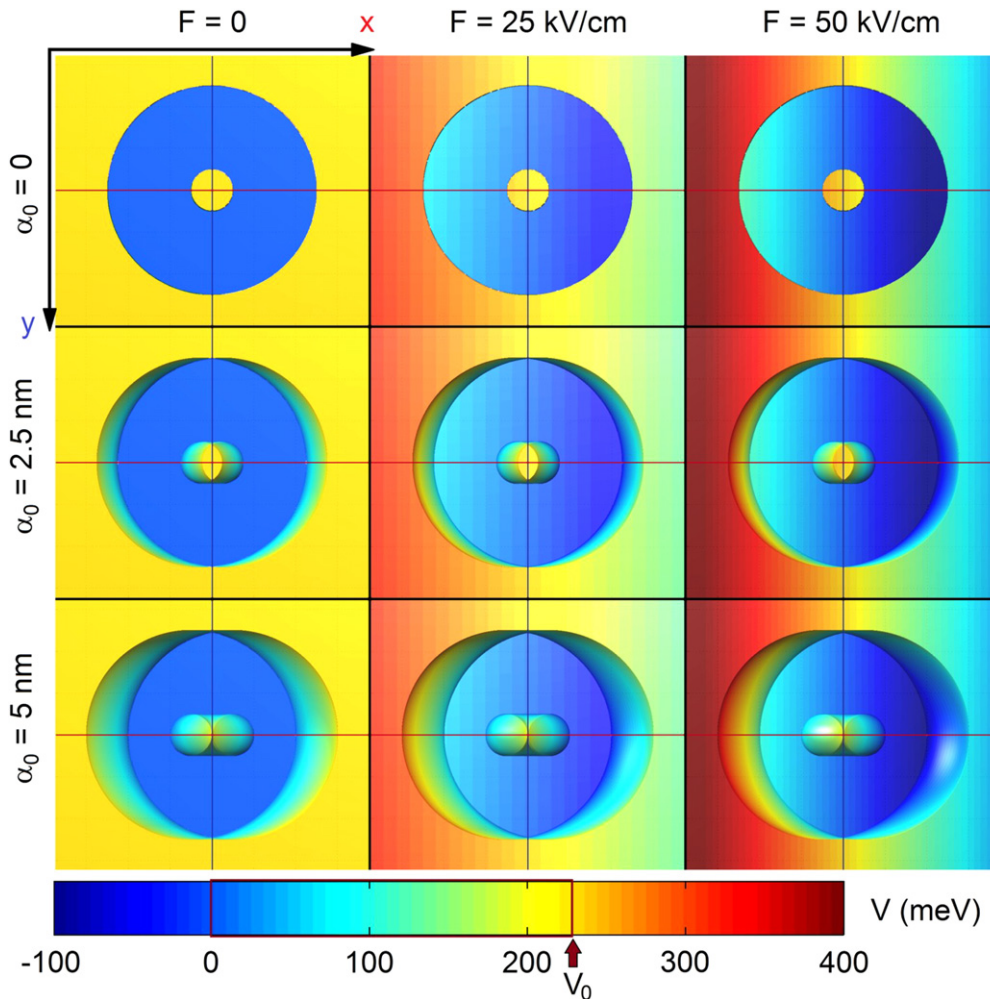 F = 0
x
F = 25 kV/cm
F = 50 kV/cm
α₀ = 0
y
α₀ = 2.5 nm
α₀ = 5 nm
-100
0
100
200
300
400
V (meV)
V₀